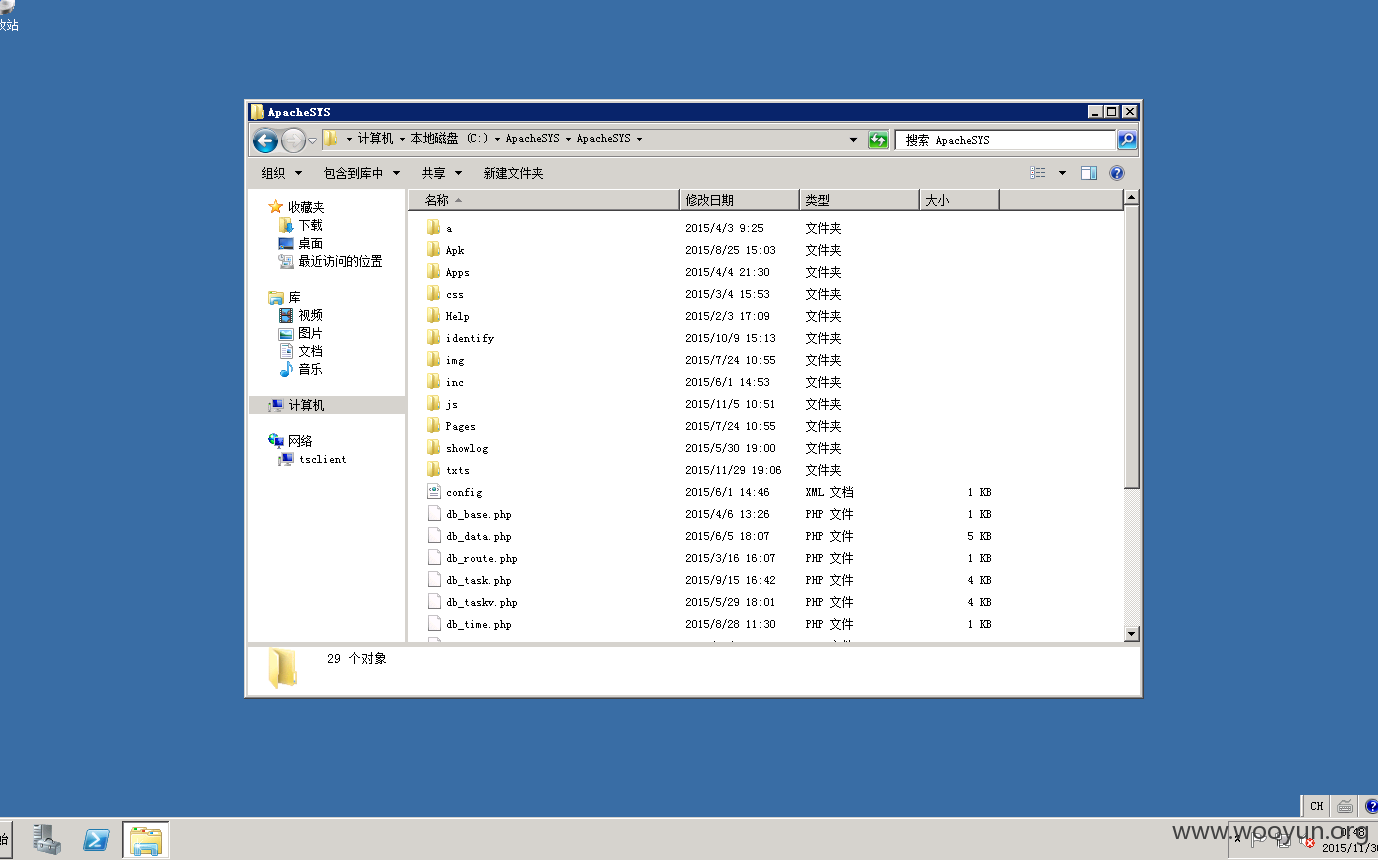 收站
ApacheSYS
计算机 本地磁盘 (C:) ApacheSYS ApacheSYS
搜索 ApacheSYS
组织 包含到库中 共享 新建文件夹
收藏夹
下载
桌面
最近访问的位置
库
视频
图片
文档
音乐
计算机
网络
tsclient
名称 修改日期 类型 大小
a 2015/4/3 9:25 文件夹
Apk 2015/8/25 15:03 文件夹
Apps 2015/4/4 21:30 文件夹
css 2015/3/4 15:53 文件夹
Help 2015/2/3 17:09 文件夹
identify 2015/10/9 15:13 文件夹
img 2015/7/24 10:55 文件夹
inc 2015/6/1 14:53 文件夹
js 2015/11/5 10:51 文件夹
Pages 2015/7/24 10:55 文件夹
showlog 2015/5/30 19:00 文件夹
txts 2015/11/29 19:06 文件夹
config 2015/6/1 14:46 XML 文档 1 KB
db_base.php 2015/4/6 13:26 PHP 文件 1 KB
db_data.php 2015/6/5 18:07 PHP 文件 5 KB
db_route.php 2015/3/16 16:07 PHP 文件 1 KB
db_task.php 2015/9/15 16:42 PHP 文件 4 KB
db_taskv.php 2015/5/29 18:01 PHP 文件 4 KB
db_time.php 2015/8/28 11:30 PHP 文件 1 KB
29 个对象
CH
始
www.wooyun.org
2015/11/30